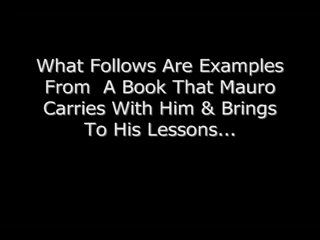 What Follows Are Examples
From  A Book That Mauro
Carries With Him & Brings
To His Lessons...